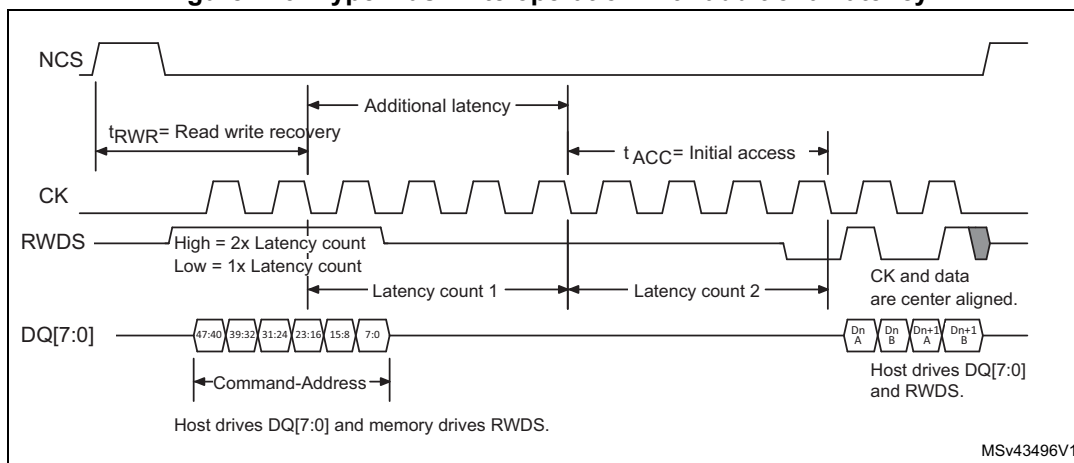 NCS
Additional latency
tRWR= Read write recovery
tACC= Initial access
CK
RWDS
High = 2x Latency count
Low = 1x Latency count
CK and data
are center aligned.
Latency count 1
Latency count 2
DQ[7:0]
47:40 39:32 31:24 23:16 15:8 7:0
Dn A Dn B Dn+1 A Dn+1 B
Command-Address
Host drives DQ[7:0]
and RWDS.
Host drives DQ[7:0] and memory drives RWDS.
MSv43496V1